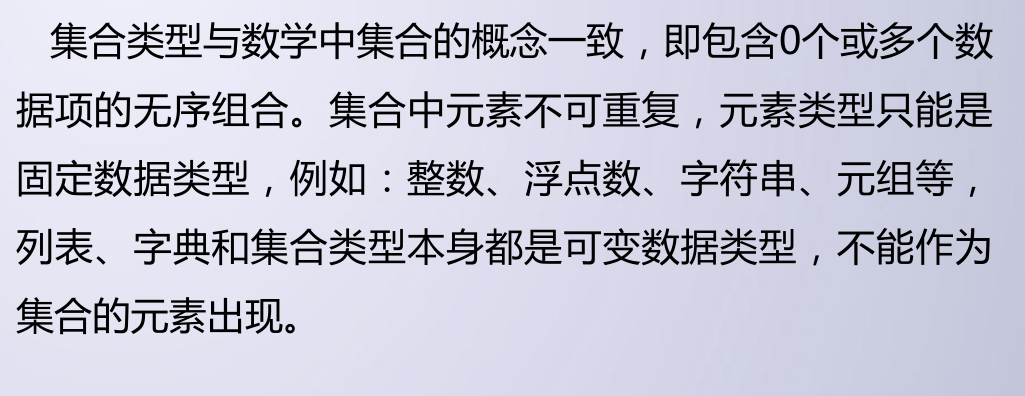 集合类型与数学中集合的概念一致，即包含0个或多个数
据项的无序组合。集合中元素不可重复，元素类型只能是
固定数据类型，例如：整数、浮点数、字符串、元组等，
列表、字典和集合类型本身都是可变数据类型，不能作为
集合的元素出现。